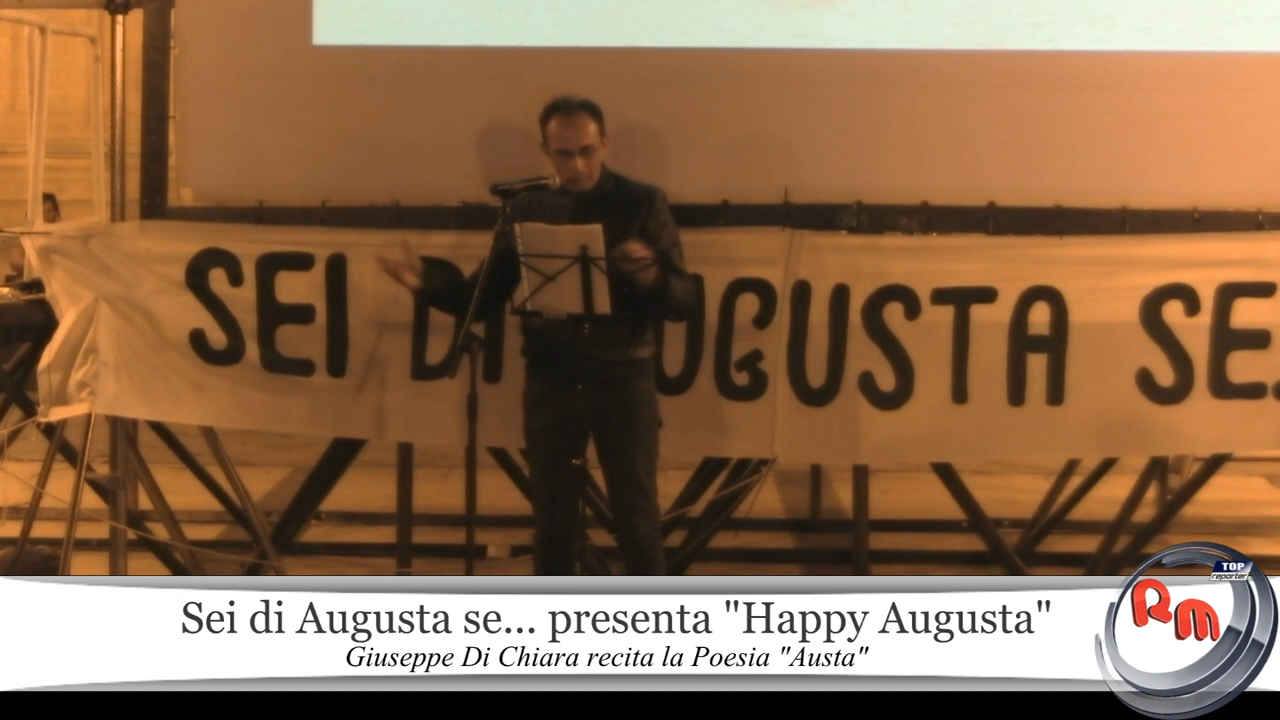 SEI DI AUGUSTA SE
Sei di Augusta se... presenta "Happy Augusta"
Giuseppe Di Chiara recita la Poesia "Austa"
TOP
reporter
RM